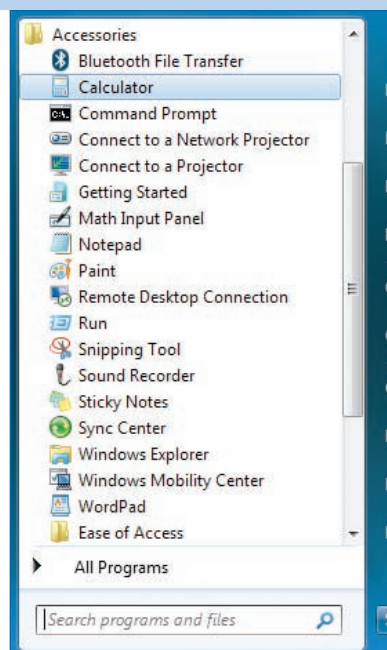 Accessories
Bluetooth File Transfer
Calculator
Command Prompt
Connect to a Network Projector
Connect to a Projector
Getting Started
Math Input Panel
Notepad
Paint
Remote Desktop Connection
Run
Snipping Tool
Sound Recorder
Sticky Notes
Sync Center
Windows Explorer
Windows Mobility Center
WordPad
Ease of Access
All Programs
Search programs and files